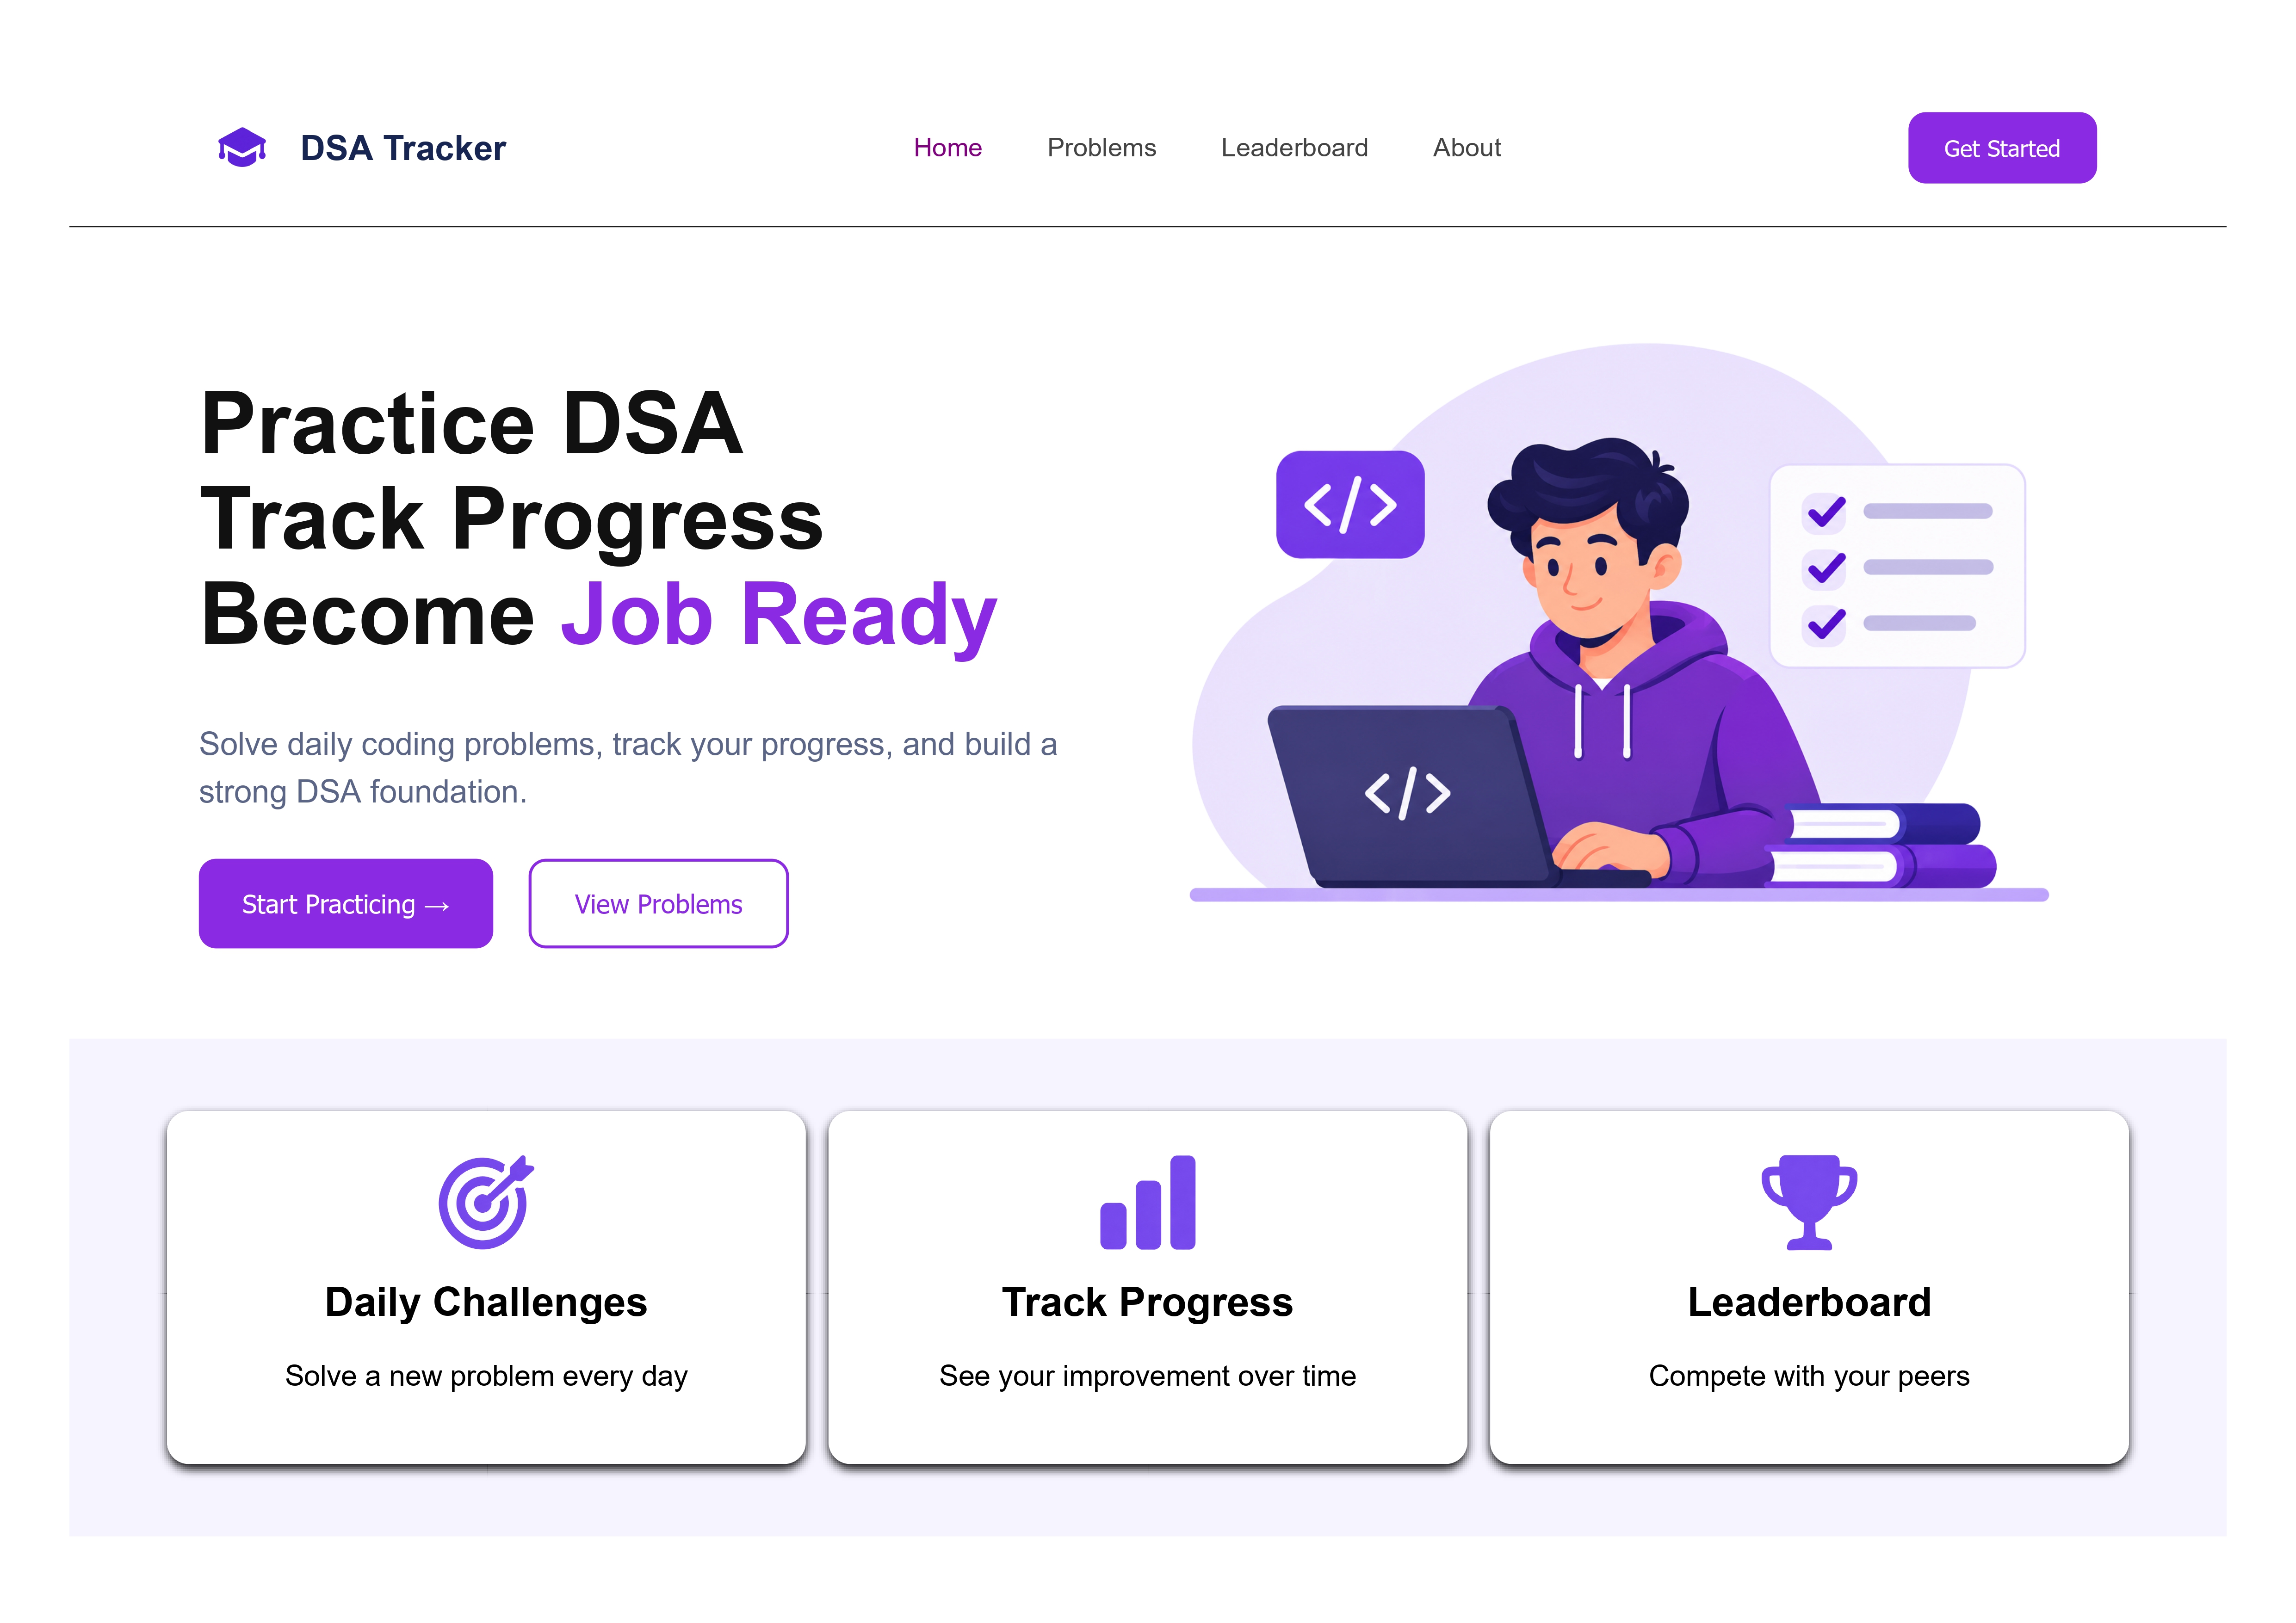 DSA Tracker
Home
Problems
Leaderboard
About
Get Started
Practice DSA
Track Progress
Become Job Ready
</>
Solve daily coding problems, track your progress, and build a
strong DSA foundation.
</>
Start Practicing →
View Problems
Daily Challenges
Solve a new problem every day
Track Progress
See your improvement over time
Leaderboard
Compete with your peers